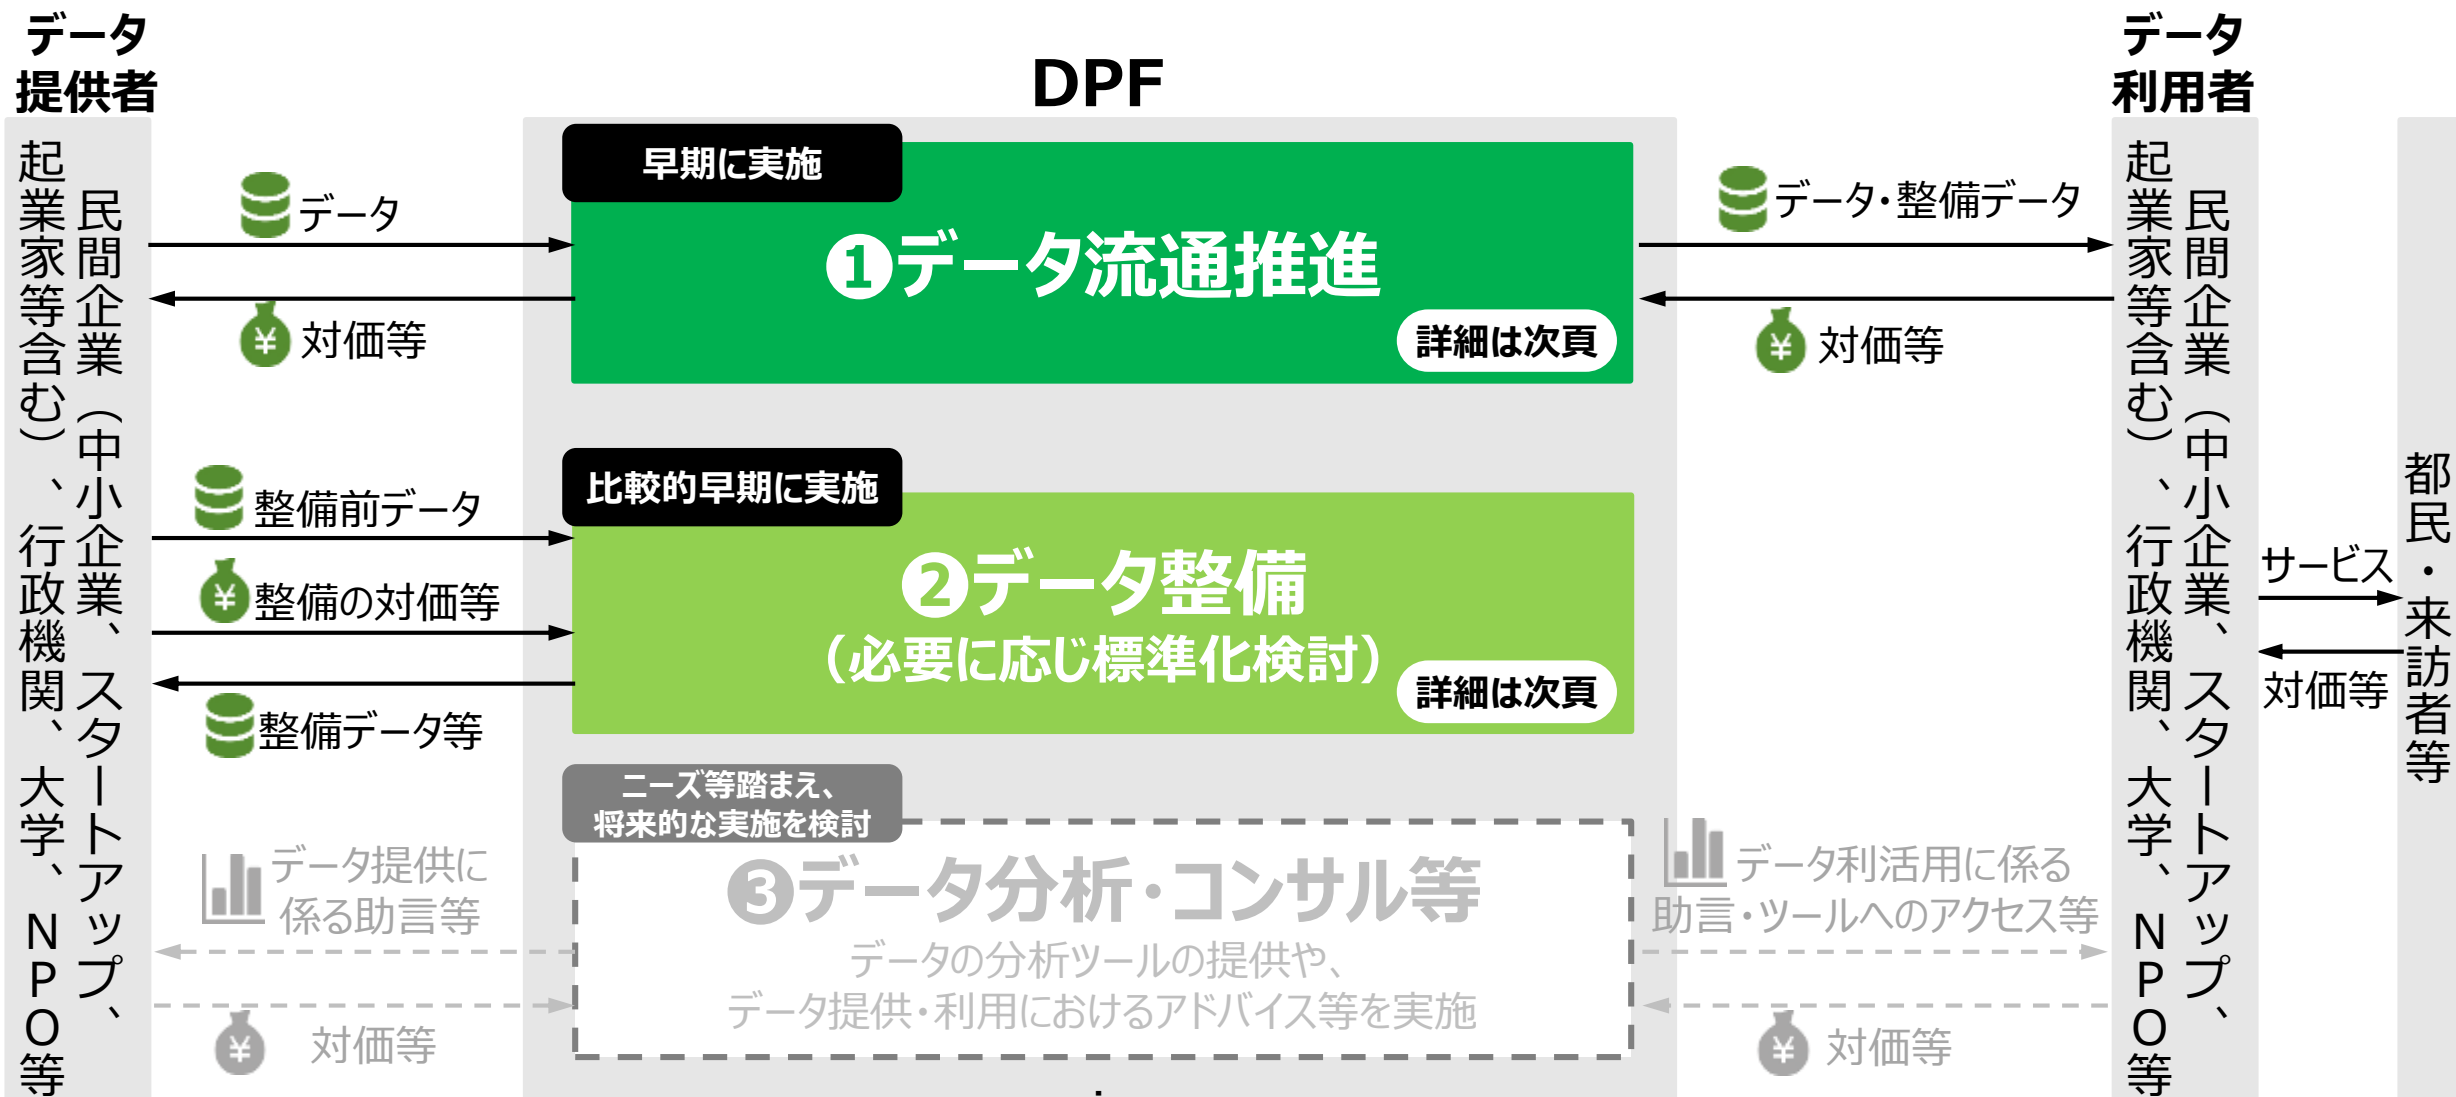 データ
提供者
民間企業（中小企業、スタートアップ、
起業家等含む）、行政機関、大学、NPO等
データ
対価等
整備前データ
整備の対価等
整備データ等
データ提供に
係る助言等
対価等
DPF
早期に実施
❶データ流通推進
詳細は次頁
比較的早期に実施
❷データ整備
（必要に応じ標準化検討）
詳細は次頁
ニーズ等踏まえ、
将来的な実施を検討
❸データ分析・コンサル等
データの分析ツールの提供や、
データ提供・利用におけるアドバイス等を実施
データ・整備データ
対価等
データ利活用に係る
助言・ツールへのアクセス等
対価等
データ
利用者
民間企業（中小企業、スタートアップ、
起業家等含む）、行政機関、大学、NPO等
サービス
対価等
都民・来訪者等